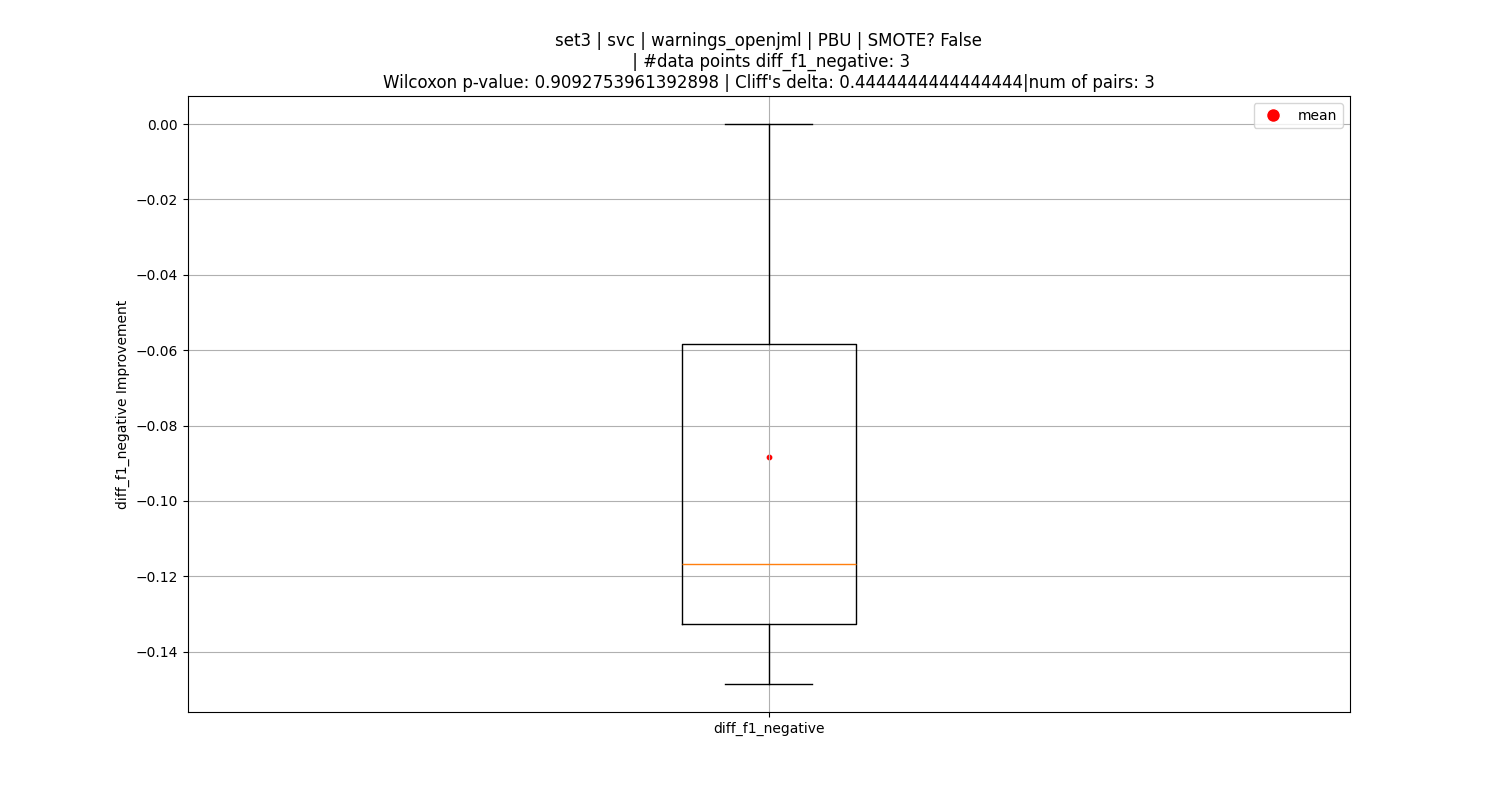 set3 | svc | warnings_openjml | PBU | SMOTE? False
| #data points diff_f1_negative: 3
Wilcoxon p-value: 0.9092753961392898 | Cliff's delta: 0.4444444444444444|num of pairs: 3
mean
0.00
−0.02
−0.04
−0.06
−0.08
−0.10
−0.12
−0.14
diff_f1_negative Improvement
diff_f1_negative